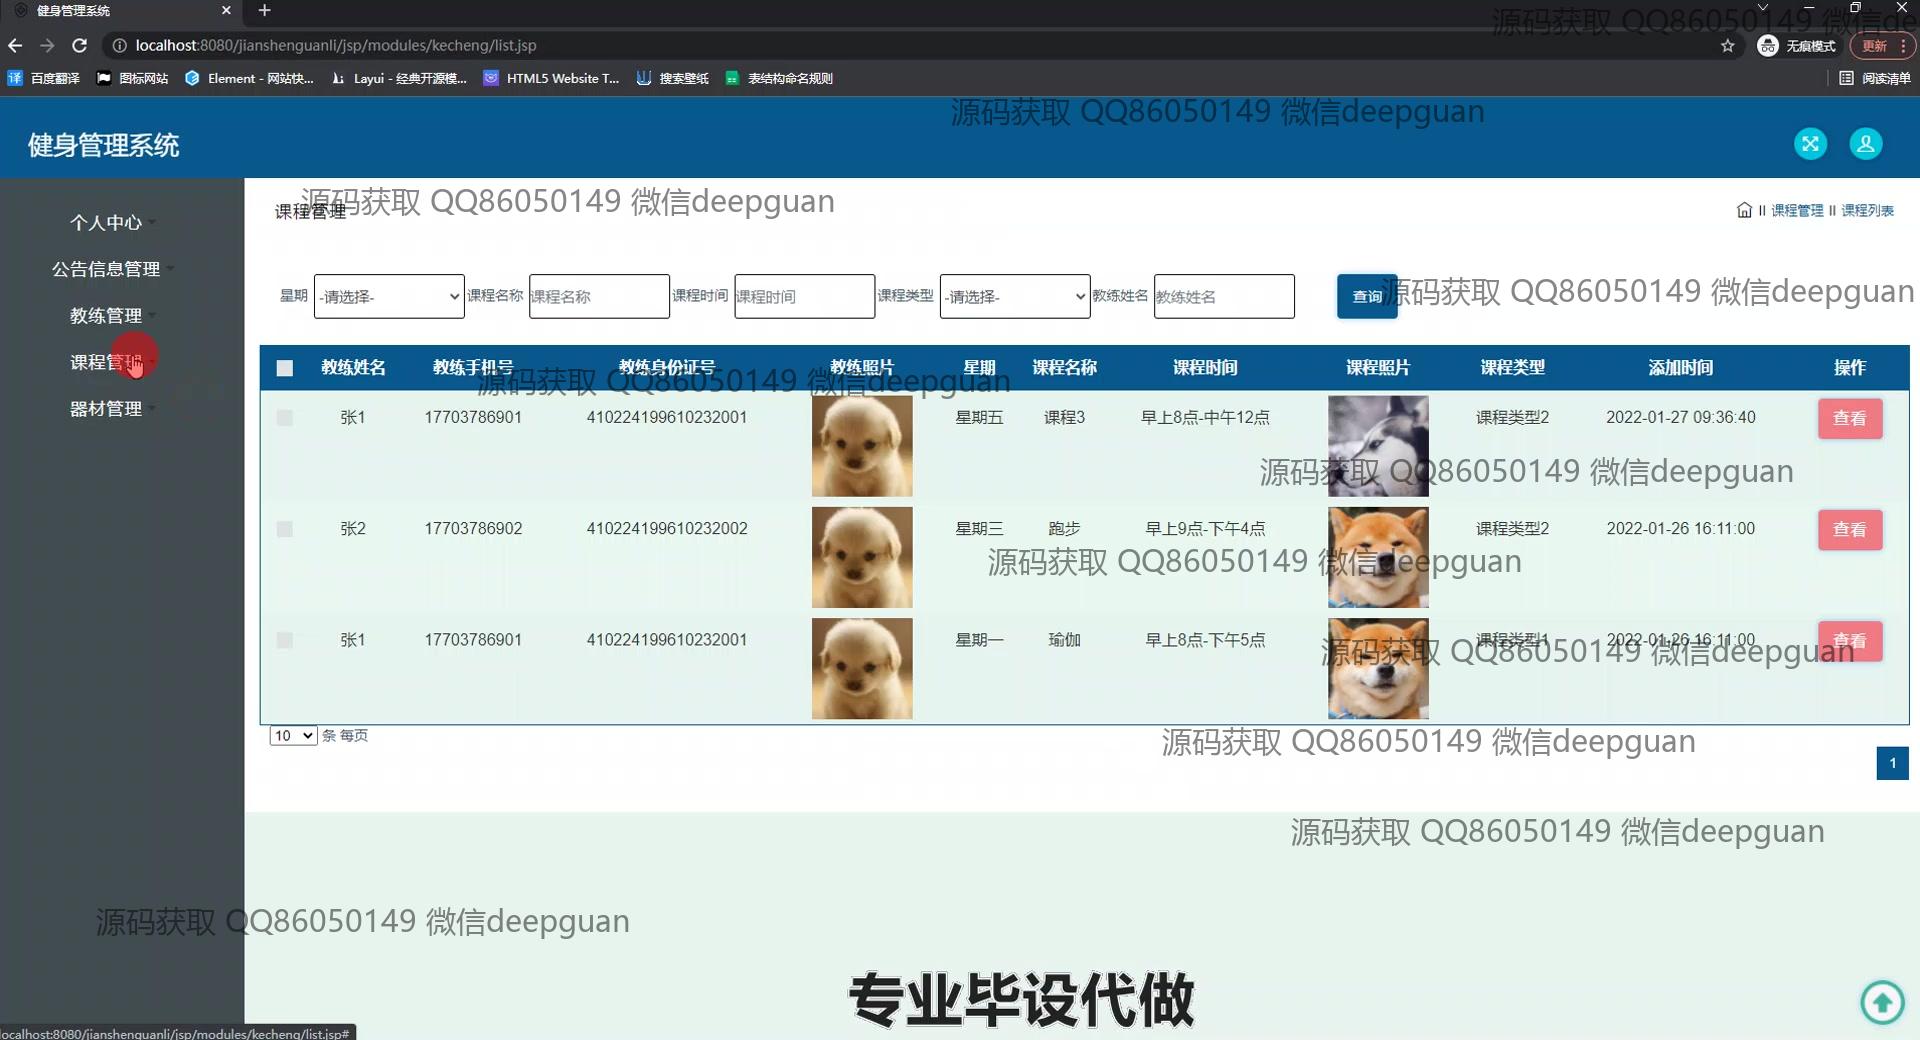 健身管理系统
localhost:8080/jianshenguanli/jsp/modules/kecheng/list.jsp
无痕模式
更新
百度翻译
图标网站
Element - 网站快...
Layui - 经典开源模...
HTML5 Website T...
搜索壁纸
表结构命名规则
阅读清单
源码获取 QQ86050149 微信de
源码获取 QQ86050149 微信deepguan
健身管理系统
个人中心
公告信息管理
教练管理
课程管理
器材管理
源码获取 QQ86050149 微信deepguan
课程管理
课程管理 课程列表
星期 -请选择- 课程名称 课程名称 课程时间 课程时间 课程类型 -请选择- 教练姓名 教练姓名 查询
源码获取 QQ86050149 微信deepguan
教练姓名 教练手机号 教练身份证号 教练照片 星期 课程名称 课程时间 课程照片 课程类型 添加时间 操作
源码获取 QQ86050149 微信deepguan
张1 17703786901 410224199610232001 星期五 课程3 早上8点-中午12点 课程类型2 2022-01-27 09:36:40 查看
源码获取 QQ86050149 微信deepguan
张2 17703786902 410224199610232002 星期三 跑步 早上9点-下午4点 课程类型2 2022-01-26 16:11:00 查看
源码获取 QQ86050149 微信deepguan
张1 17703786901 410224199610232001 星期一 瑜伽 早上8点-下午5点 课程类型1 2022-01-26 16:11:00 查看
源码获取 QQ86050149 微信deepguan
10 条 每页
源码获取 QQ86050149 微信deepguan
1
源码获取 QQ86050149 微信deepguan
源码获取 QQ86050149 微信deepguan
专业毕设代做
localhost:8080/jianshenguanli/jsp/modules/kecheng/list.jsp#